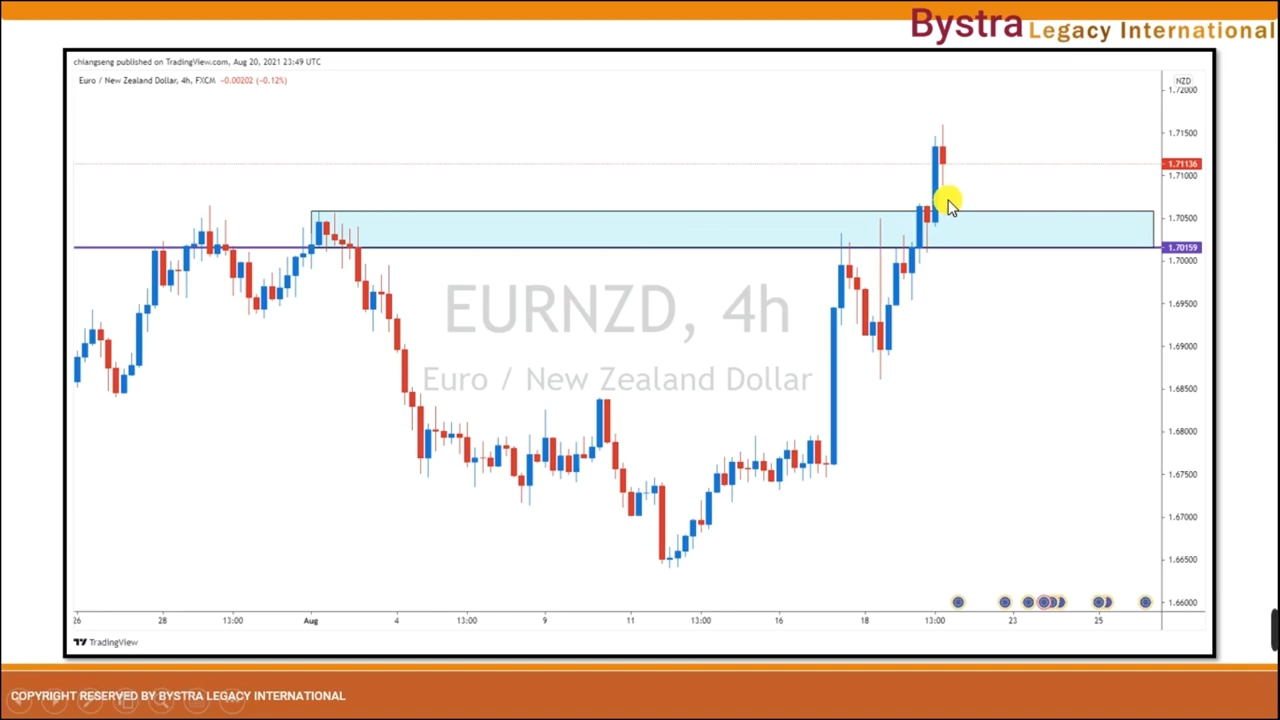 Bystra Legacy International
chiangseng published on TradingView.com, Aug 20, 2021 23:49 UTC
Euro / New Zealand Dollar, 4h, FXCM −0.00202 (−0.12%)
NZD
1.72000
1.71500
1.71136
1.71000
1.70500
1.70159
1.70000
1.69500
1.69000
1.68500
1.68000
1.67500
1.67000
1.66500
1.66000
EURNZD, 4h
Euro / New Zealand Dollar
26 28 13:00 Aug 4 13:00 9 11 13:00 16 18 13:00 23 25
TradingView
COPYRIGHT RESERVED BY BYSTRA LEGACY INTERNATIONAL